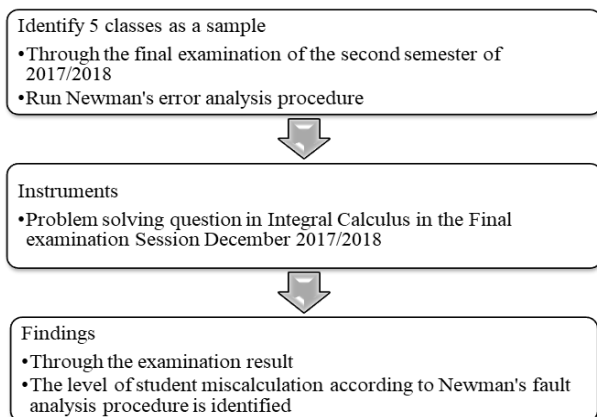 Identify 5 classes as a sample
•Through the final examination of the second semester of
2017/2018
•Run Newman's error analysis procedure
Instruments
•Problem solving question in Integral Calculus in the Final
examination Session December 2017/2018
Findings
•Through the examination result
•The level of student miscalculation according to Newman's fault
analysis procedure is identified